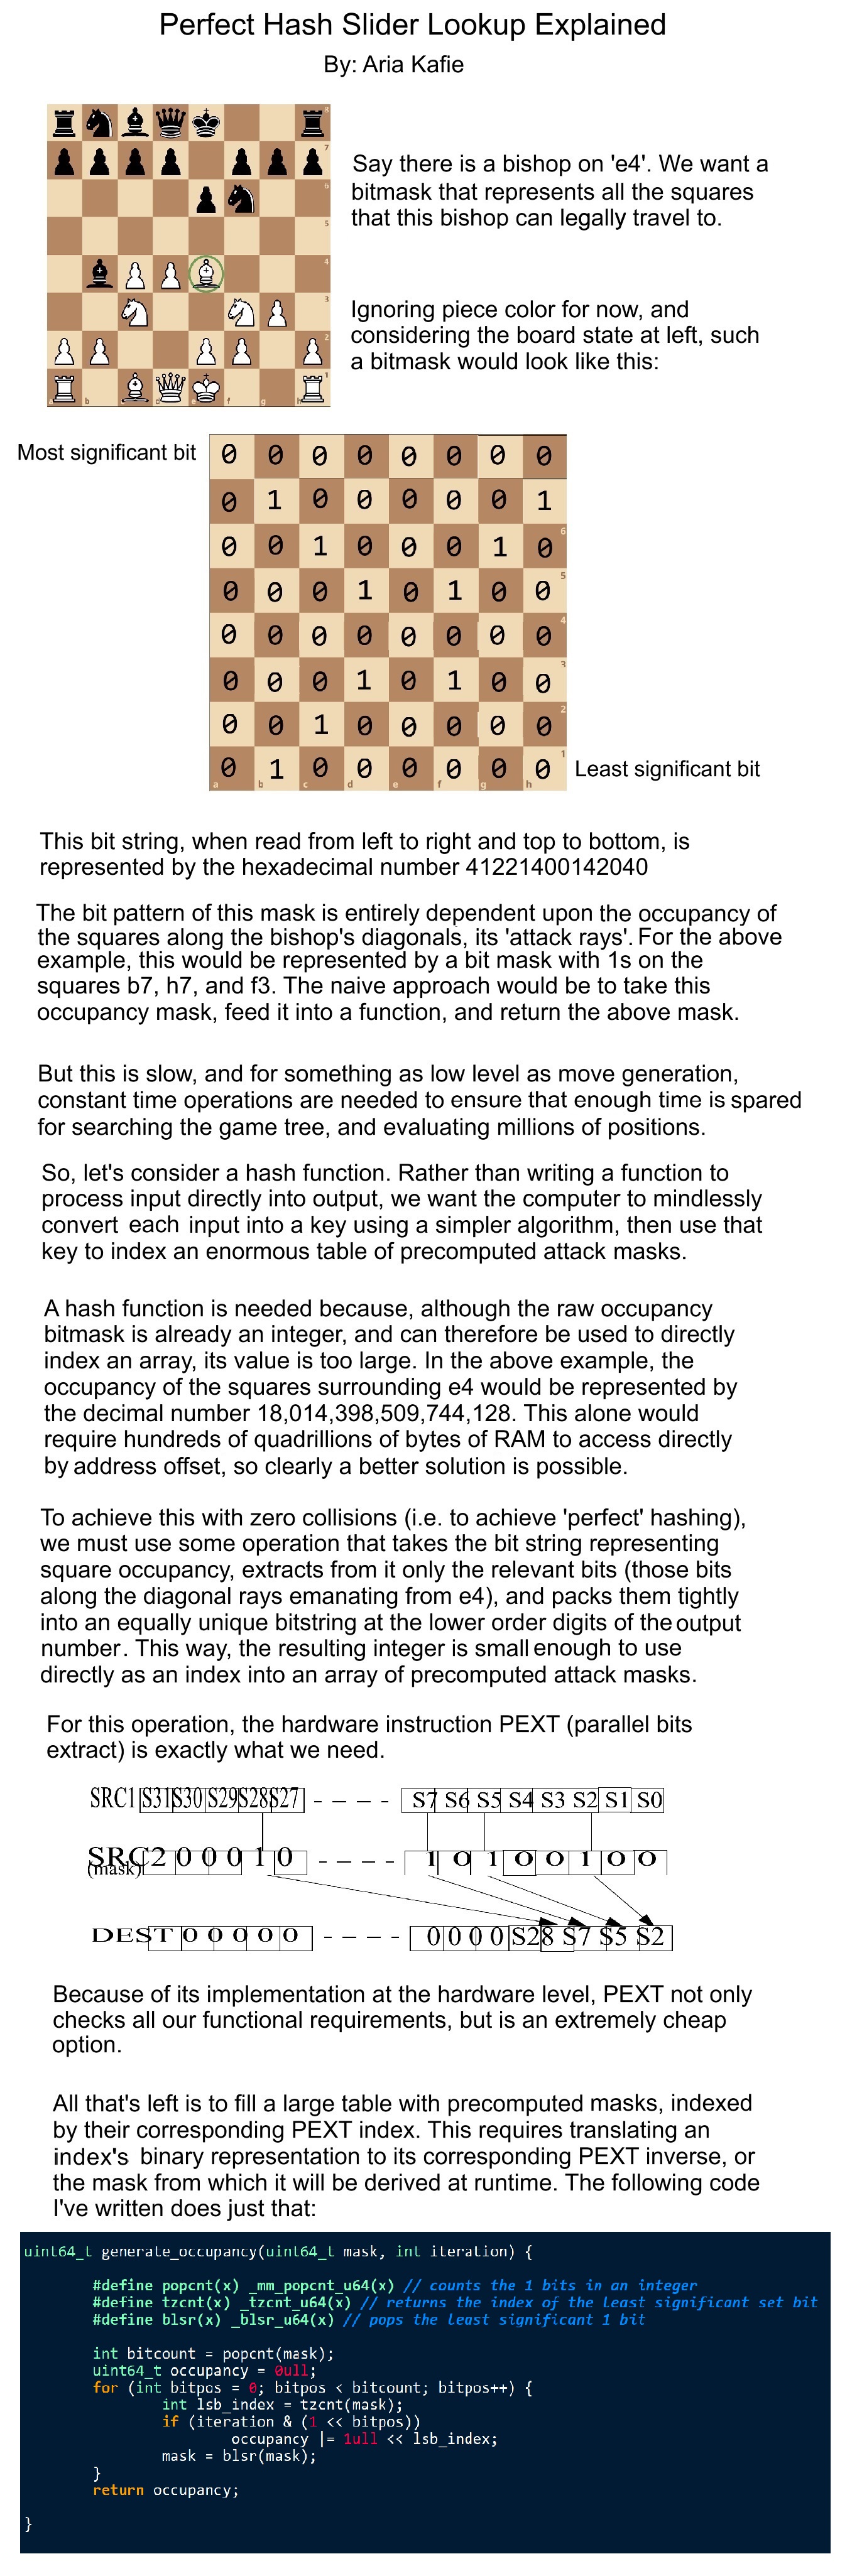 Perfect Hash Slider Lookup Explained
By: Aria Kafie
8
7
6
5
4
3
2
1
b
d
e
f
g
h
Say there is a bishop on 'e4'. We want a
bitmask that represents all the squares
that this bishop can legally travel to.
Ignoring piece color for now, and
considering the board state at left, such
a bitmask would look like this:
Most significant bit
0 0 0 0 0 0 0 0
0 1 0 0 0 0 0 1
0 0 1 0 0 0 1 0 6
0 0 0 1 0 1 0 0 5
0 0 0 0 0 0 0 0 4
0 0 0 1 0 1 0 0 3
0 0 1 0 0 0 0 0 2
0 1 0 0 0 0 0 0 1
a b c d e f g h
Least significant bit
This bit string, when read from left to right and top to bottom, is
represented by the hexadecimal number 41221400142040
The bit pattern of this mask is entirely dependent upon the occupancy of
the squares along the bishop's diagonals, its 'attack rays'. For the above
example, this would be represented by a bit mask with 1s on the
squares b7, h7, and f3. The naive approach would be to take this
occupancy mask, feed it into a function, and return the above mask.
But this is slow, and for something as low level as move generation,
constant time operations are needed to ensure that enough time is spared
for searching the game tree, and evaluating millions of positions.
So, let's consider a hash function. Rather than writing a function to
process input directly into output, we want the computer to mindlessly
convert each input into a key using a simpler algorithm, then use that
key to index an enormous table of precomputed attack masks.
A hash function is needed because, although the raw occupancy
bitmask is already an integer, and can therefore be used to directly
index an array, its value is too large. In the above example, the
occupancy of the squares surrounding e4 would be represented by
the decimal number 18,014,398,509,744,128. This alone would
require hundreds of quadrillions of bytes of RAM to access directly
by address offset, so clearly a better solution is possible.
To achieve this with zero collisions (i.e. to achieve 'perfect' hashing),
we must use some operation that takes the bit string representing
square occupancy, extracts from it only the relevant bits (those bits
along the diagonal rays emanating from e4), and packs them tightly
into an equally unique bitstring at the lower order digits of the output
number. This way, the resulting integer is small enough to use
directly as an index into an array of precomputed attack masks.
For this operation, the hardware instruction PEXT (parallel bits
extract) is exactly what we need.
SRC1 S31 S30 S29 S28 S27 - - - - S7 S6 S5 S4 S3 S2 S1 S0
SRC2 0 0 0 1 0 - - - - 1 0 1 0 0 1 0 0
(mask)
DEST 0 0 0 0 0 - - - - 0 0 0 0 S28 S7 S5 S2
Because of its implementation at the hardware level, PEXT not only
checks all our functional requirements, but is an extremely cheap
option.
All that's left is to fill a large table with precomputed masks, indexed
by their corresponding PEXT index. This requires translating an
index's binary representation to its corresponding PEXT inverse, or
the mask from which it will be derived at runtime. The following code
I've written does just that:
uint64_t generate_occupancy(uint64_t mask, int iteration) {
#define popcnt(x) _mm_popcnt_u64(x) // counts the 1 bits in an integer
#define tzcnt(x) _tzcnt_u64(x) // returns the index of the least significant set bit
#define blsr(x) _blsr_u64(x) // pops the least significant 1 bit
int bitcount = popcnt(mask);
uint64_t occupancy = 0ull;
for (int bitpos = 0; bitpos < bitcount; bitpos++) {
int lsb_index = tzcnt(mask);
if (iteration & (1 << bitpos))
occupancy |= 1ull << lsb_index;
mask = blsr(mask);
}
return occupancy;
}